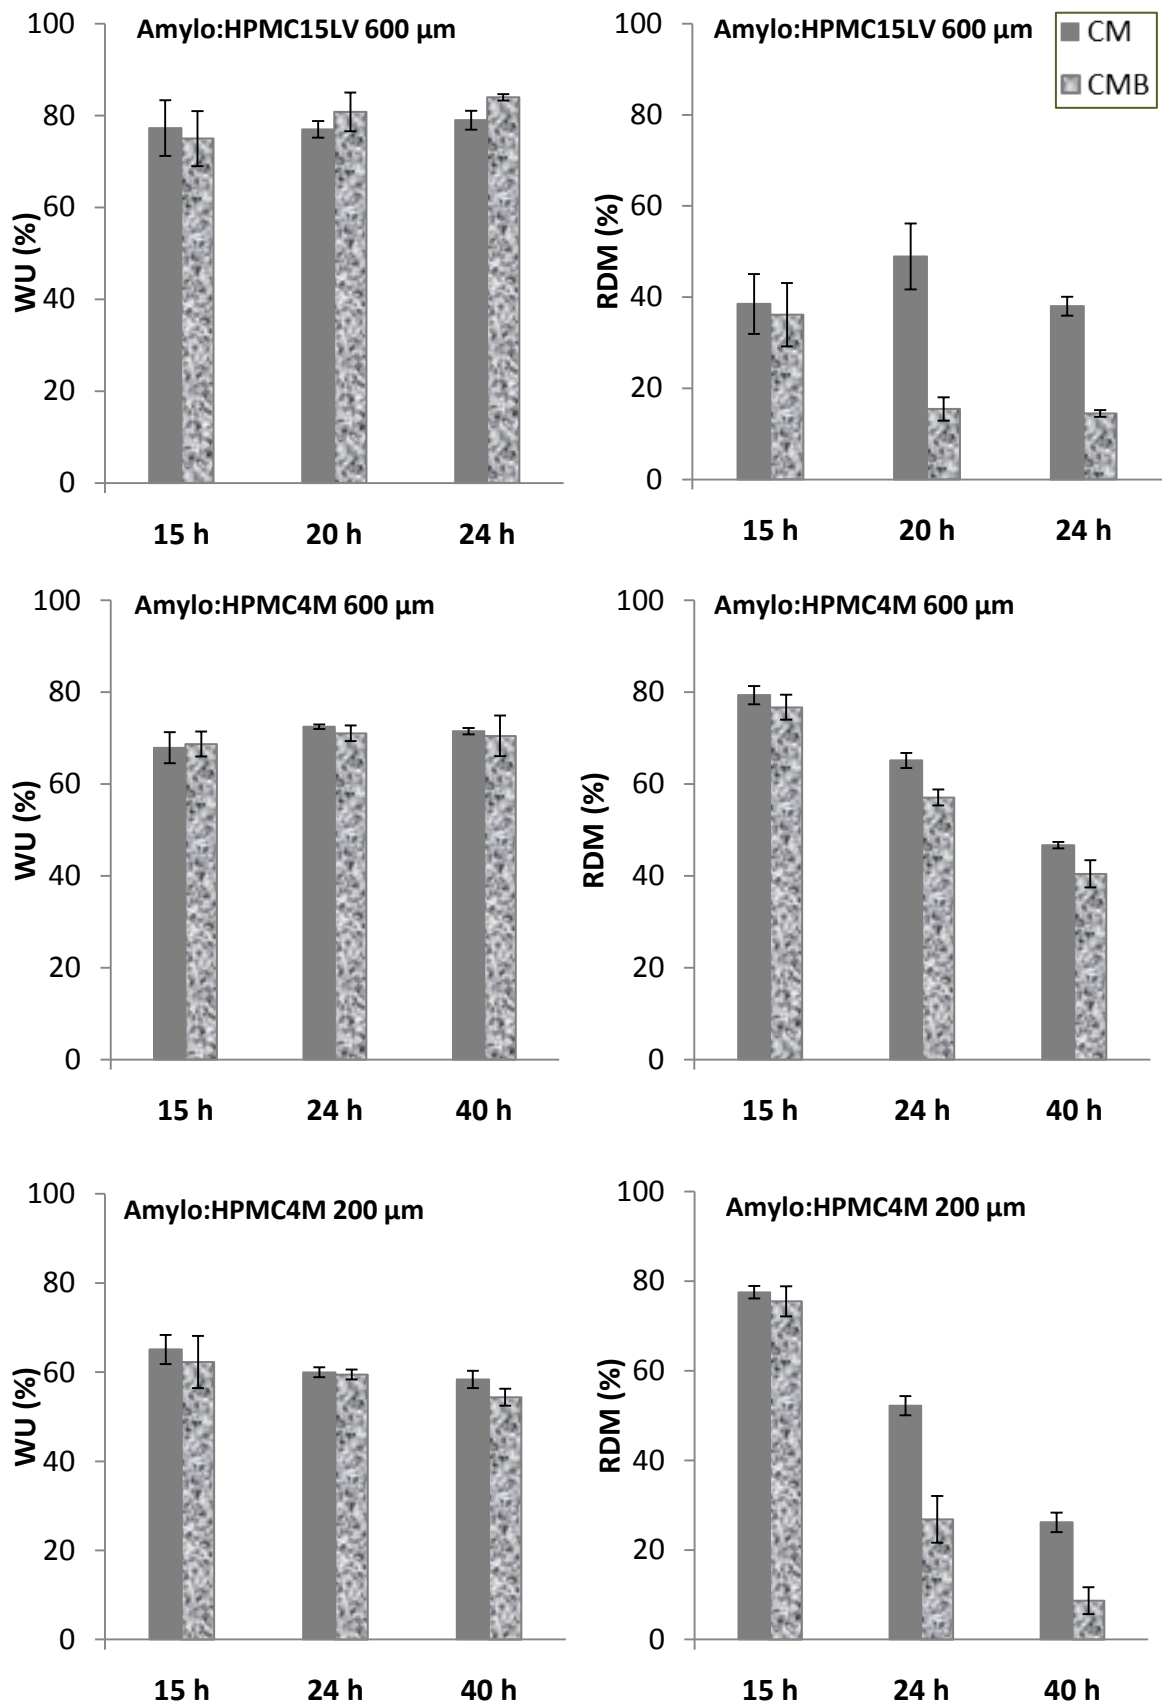 Amylo:HPMC15LV 600 µm
100
80
60
40
20
0
WU (%)
15 h 20 h 24 h
Amylo:HPMC15LV 600 µm
CM
CMB
100
80
60
40
20
0
RDM (%)
15 h 20 h 24 h
Amylo:HPMC4M 600 µm
100
80
60
40
20
0
WU (%)
15 h 24 h 40 h
Amylo:HPMC4M 600 µm
100
80
60
40
20
0
RDM (%)
15 h 24 h 40 h
Amylo:HPMC4M 200 µm
100
80
60
40
20
0
WU (%)
15 h 24 h 40 h
Amylo:HPMC4M 200 µm
100
80
60
40
20
0
RDM (%)
15 h 24 h 40 h